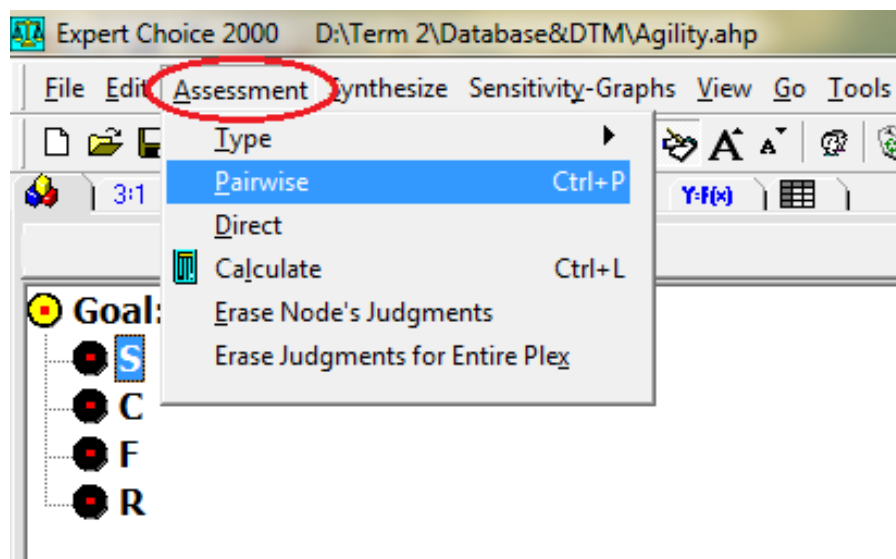 Expert Choice 2000 D:\Term 2\Database&DTM\Agility.ahp
File Edit Assessment Synthesize Sensitivity-Graphs View Go Tools
Type
A A
Pairwise Ctrl+P
3:1 Y=F(x)
Direct
Calculate Ctrl+L
Goal:
Erase Node's Judgments
S
Erase Judgments for Entire Plex
C
F
R